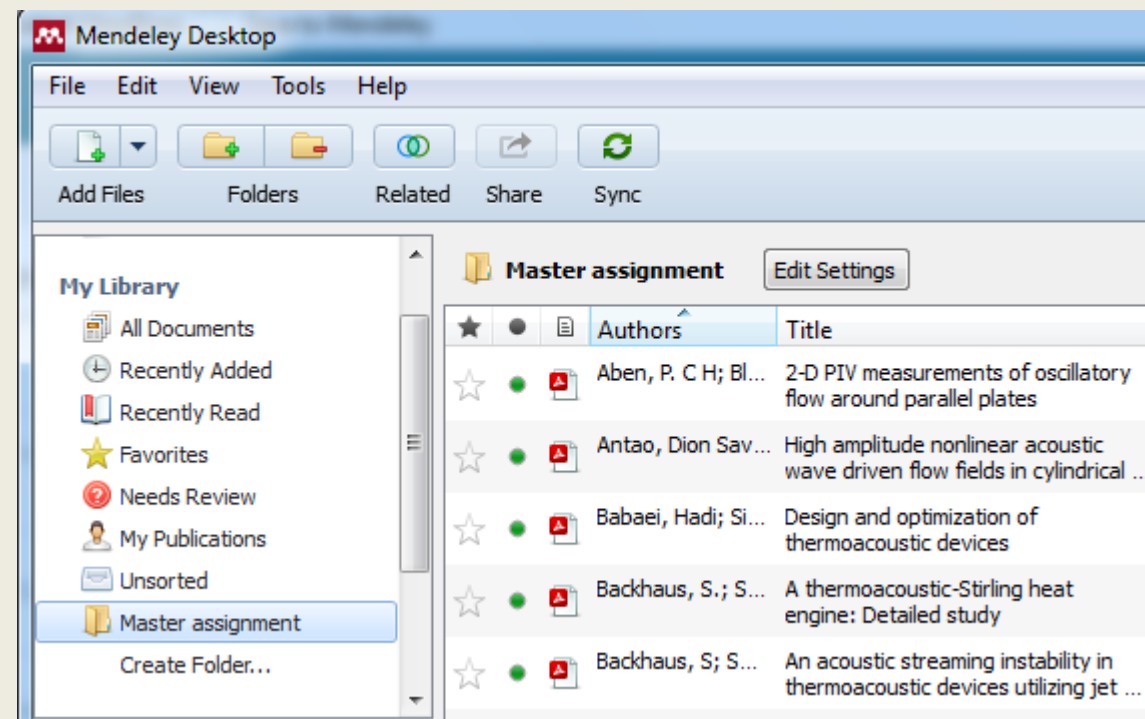 Mendeley Desktop
File Edit View Tools Help
Add Files Folders Related Share Sync
My Library
All Documents
Recently Added
Recently Read
Favorites
Needs Review
My Publications
Unsorted
Master assignment
Create Folder...
Master assignment Edit Settings
Authors Title
Aben, P. C H; Bl... 2-D PIV measurements of oscillatory
flow around parallel plates
Antao, Dion Sav... High amplitude nonlinear acoustic
wave driven flow fields in cylindrical ...
Babaei, Hadi; Si... Design and optimization of
thermoacoustic devices
Backhaus, S.; S... A thermoacoustic-Stirling heat
engine: Detailed study
Backhaus, S; S... An acoustic streaming instability in
thermoacoustic devices utilizing jet ...